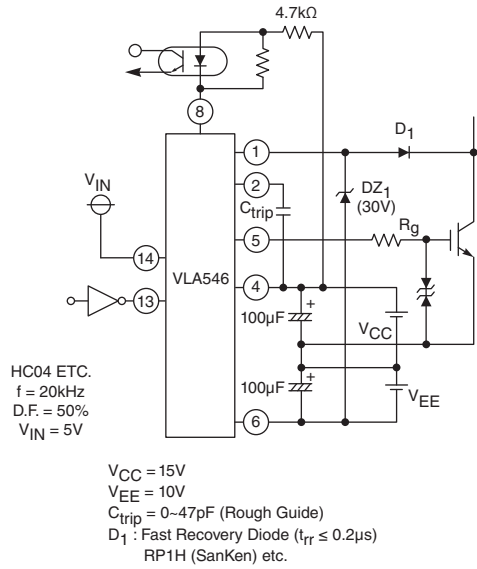 4.7kΩ
8
1
D1
VIN
2
DZ1
(30V)
Ctrip
Rg
5
14
VLA546
4
13
+
100μF
VCC
HC04 ETC.
f = 20kHz
D.F. = 50%
VIN = 5V
+
100μF
VEE
6
VCC = 15V
VEE = 10V
Ctrip = 0~47pF (Rough Guide)
D1 : Fast Recovery Diode (trr ≤ 0.2μs)
RP1H (SanKen) etc.